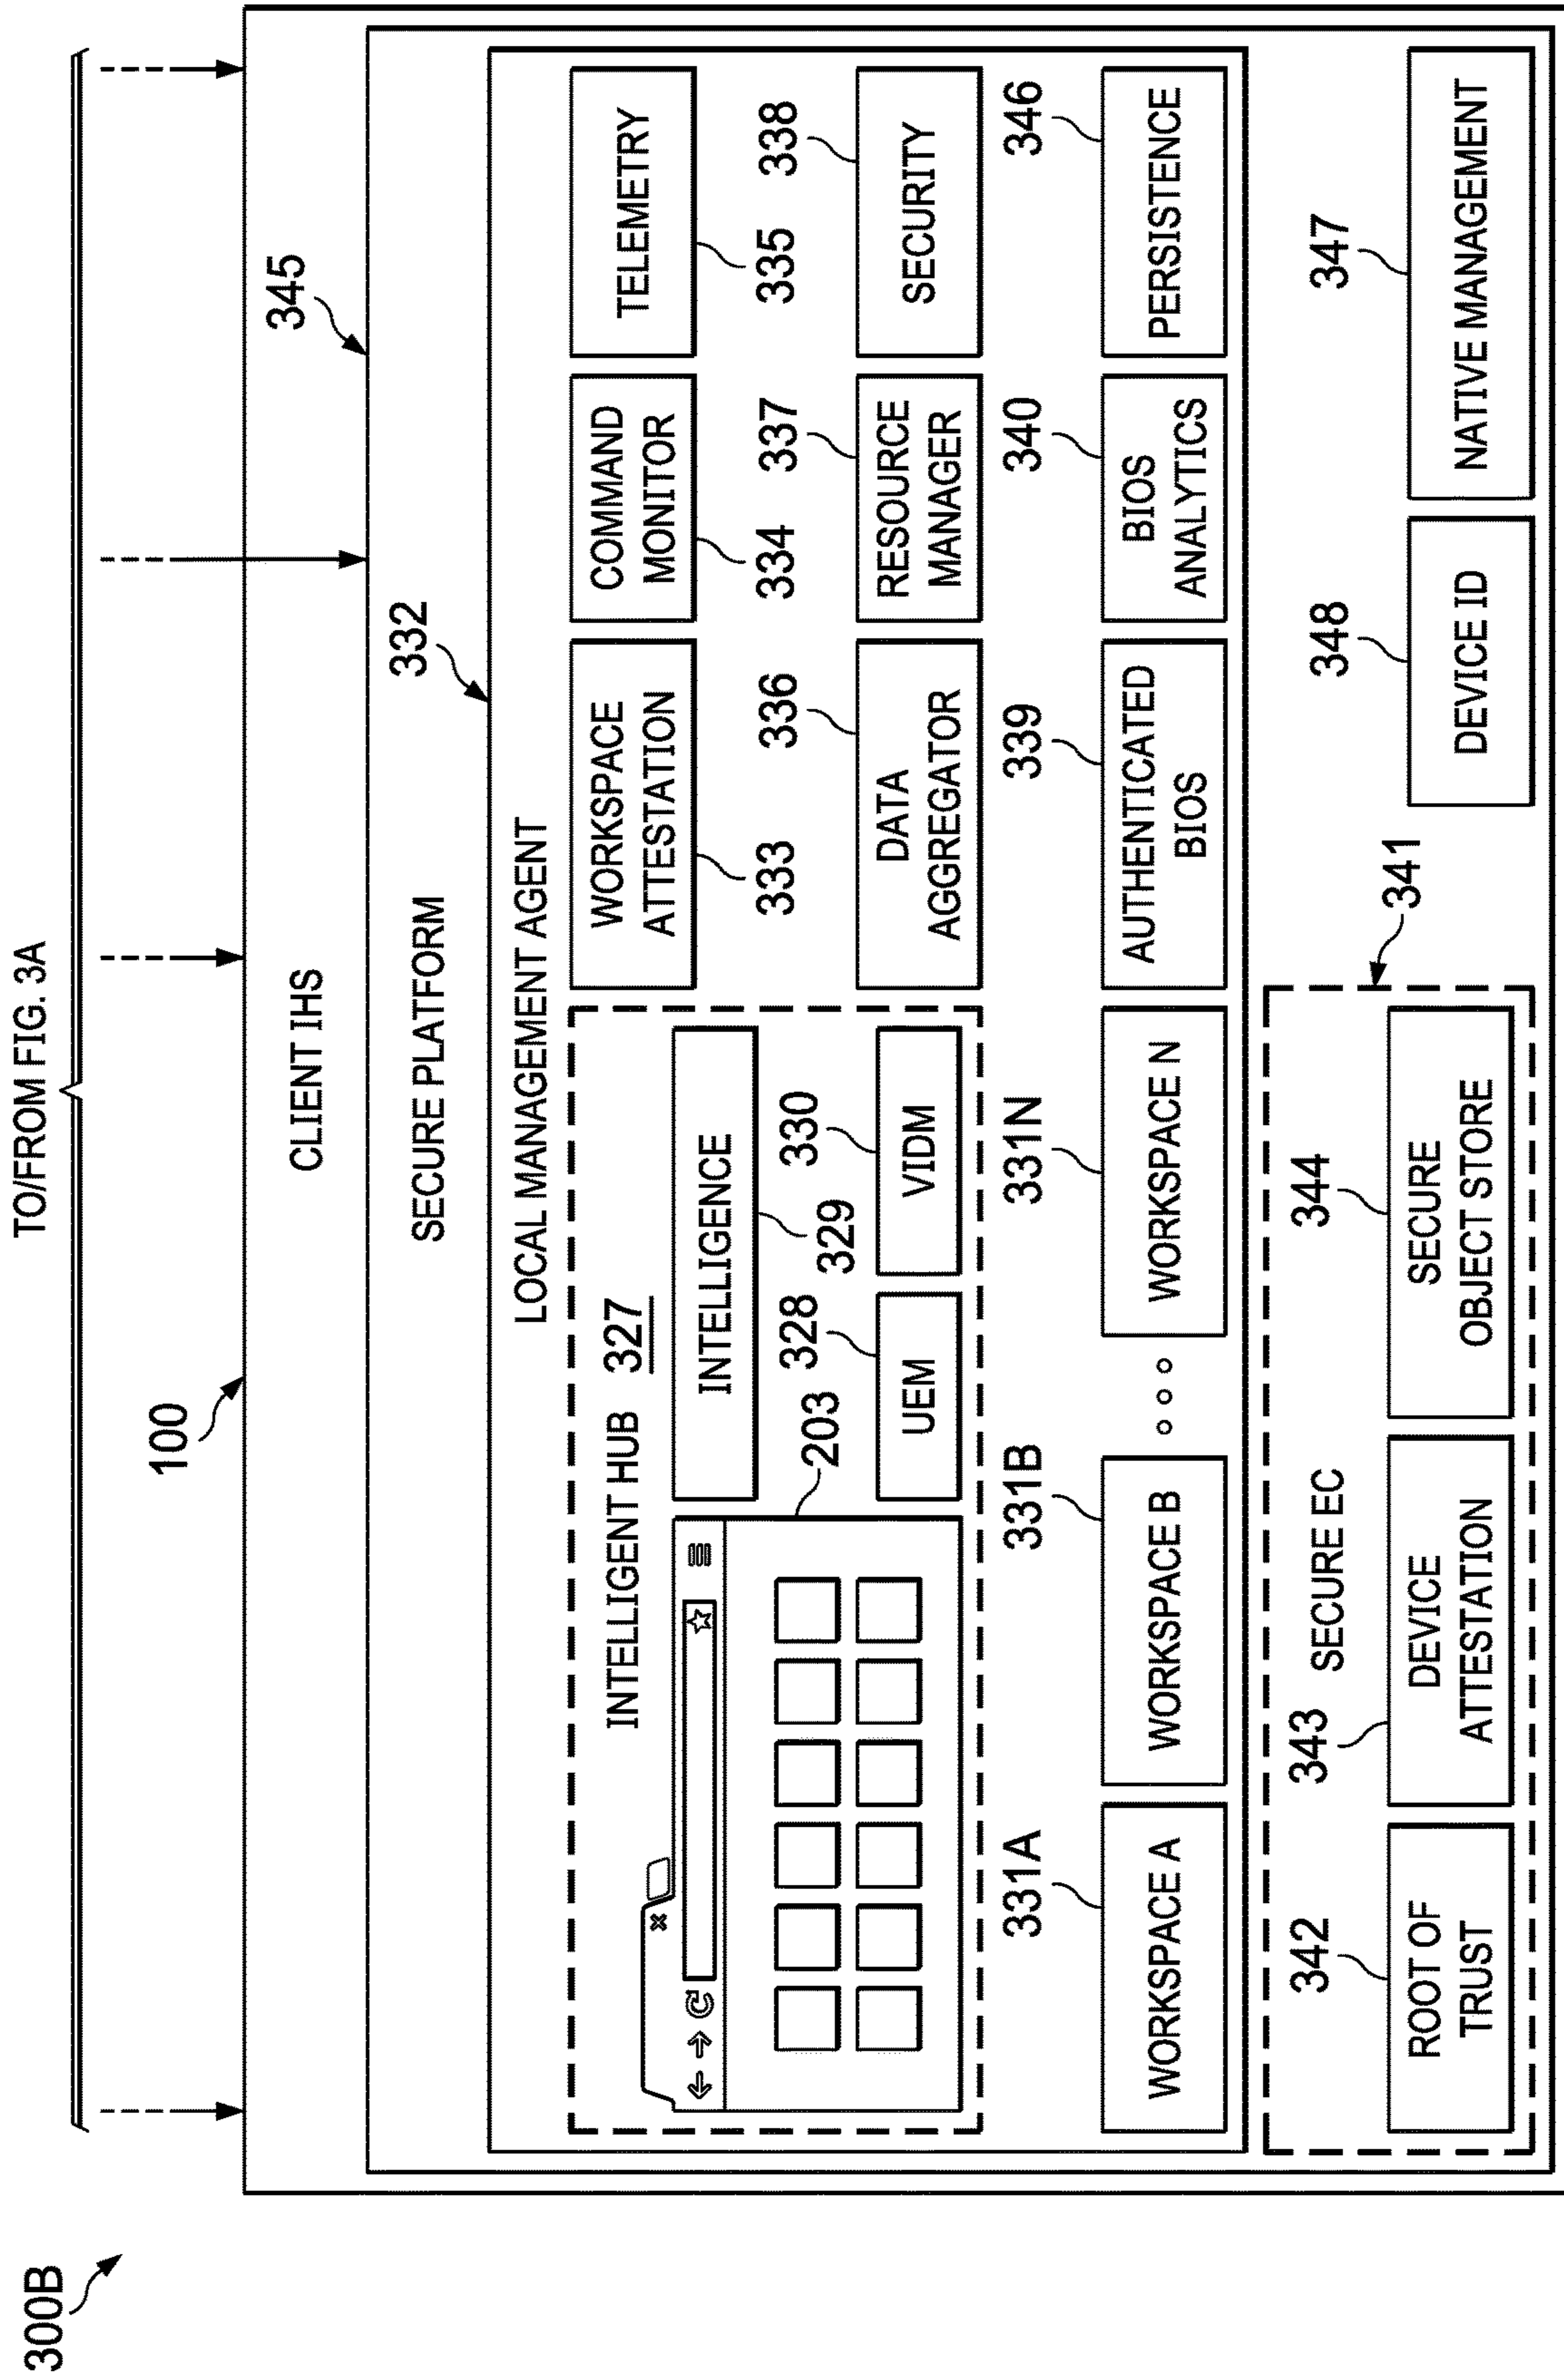 300B
TO/FROM FIG. 3A
100
CLIENT IHS
345
SECURE PLATFORM
332
LOCAL MANAGEMENT AGENT
INTELLIGENT HUB 327
203
INTELLIGENCE
329
UEM
328
VIDM
330
WORKSPACE
ATTESTATION
333
COMMAND
MONITOR
334
TELEMETRY
335
336
DATA
AGGREGATOR
337
RESOURCE
MANAGER
338
SECURITY
331A
WORKSPACE A
331B
WORKSPACE B
331N
WORKSPACE N
339
AUTHENTICATED
BIOS
340
BIOS
ANALYTICS
346
PERSISTENCE
341
SECURE EC
342
ROOT OF
TRUST
343
DEVICE
ATTESTATION
344
SECURE
OBJECT STORE
348
DEVICE ID
347
NATIVE MANAGEMENT